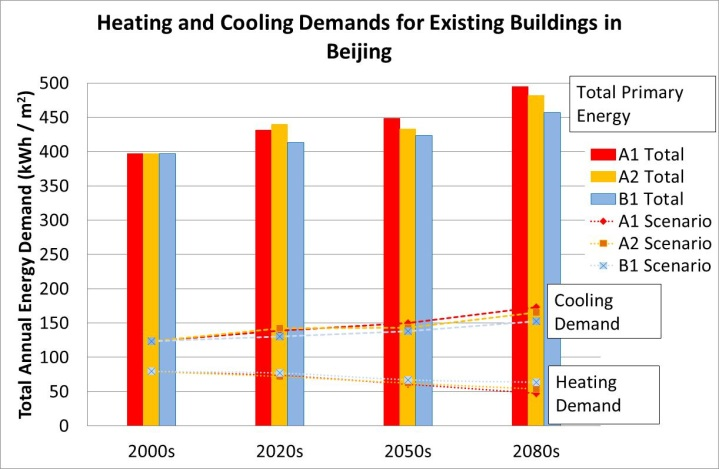 Heating and Cooling Demands for Existing Buildings in
Beijing
Total Annual Energy Demand (kWh / m²)
500
450
400
350
300
250
200
150
100
50
0
2000s
2020s
2050s
2080s
Total Primary
Energy
A1 Total
A2 Total
B1 Total
A1 Scenario
A2 Scenario
B1 Scenario
Cooling
Demand
Heating
Demand